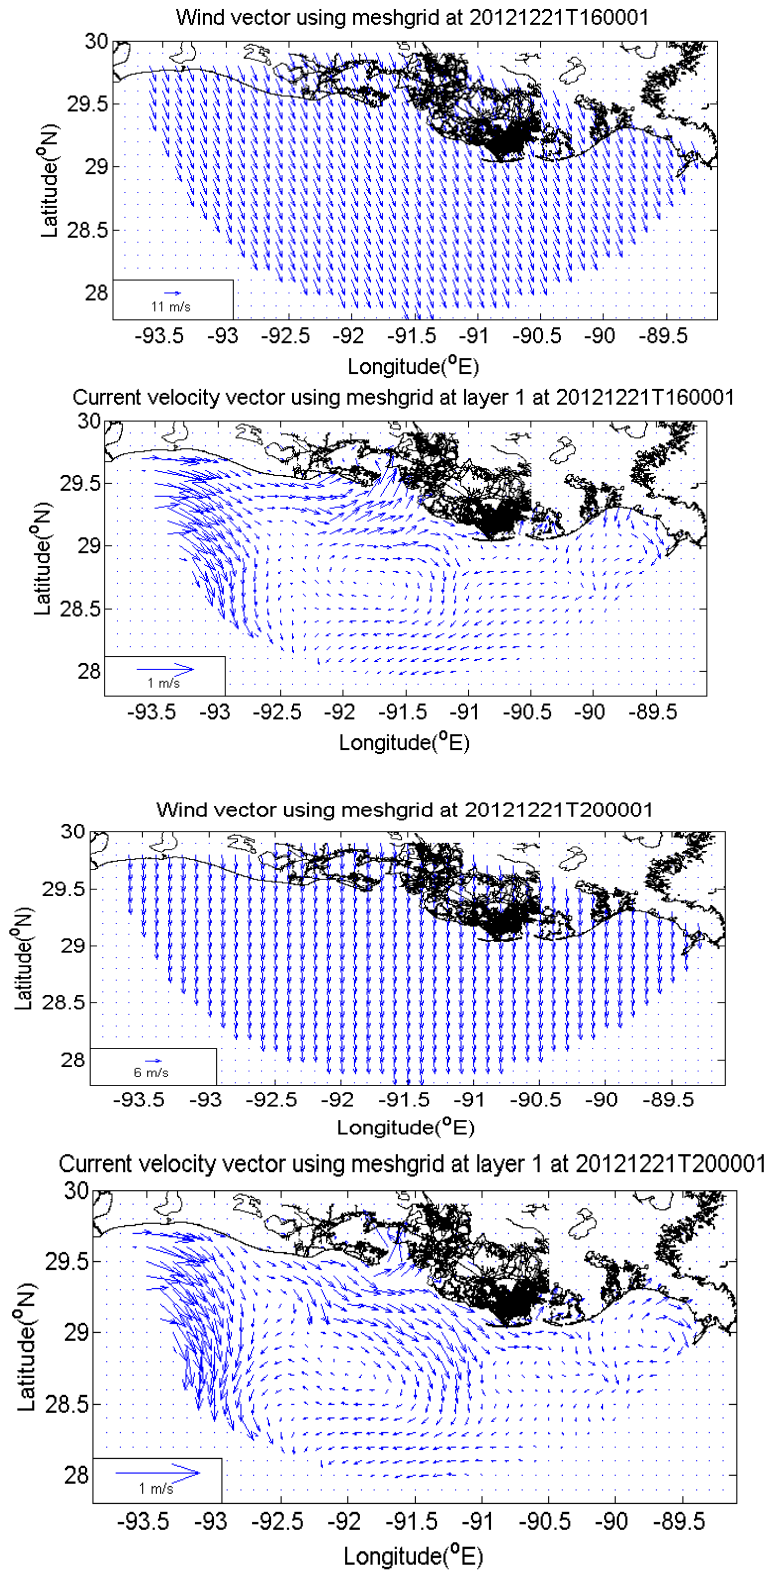 Wind vector using meshgrid at 20121221T160001
30
29.5
29
28.5
28
Latitude(°N)
11 m/s
-93.5 -93 -92.5 -92 -91.5 -91 -90.5 -90 -89.5
Longitude(°E)
Current velocity vector using meshgrid at layer 1 at 20121221T160001
30
29.5
29
28.5
28
Latitude(°N)
1 m/s
-93.5 -93 -92.5 -92 -91.5 -91 -90.5 -90 -89.5
Longitude(°E)
Wind vector using meshgrid at 20121221T200001
30
29.5
29
28.5
28
Latitude(°N)
6 m/s
-93.5 -93 -92.5 -92 -91.5 -91 -90.5 -90 -89.5
Longitude(°E)
Current velocity vector using meshgrid at layer 1 at 20121221T200001
30
29.5
29
28.5
28
Latitude(°N)
1 m/s
-93.5 -93 -92.5 -92 -91.5 -91 -90.5 -90 -89.5
Longitude(°E)